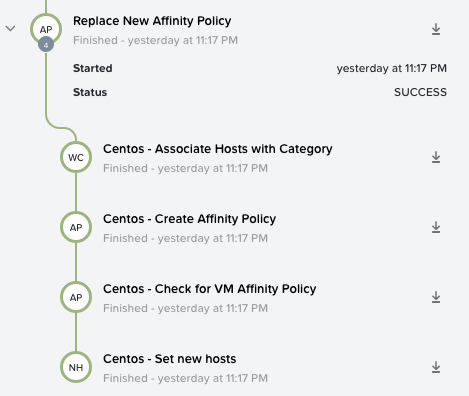 AP
Replace New Affinity Policy
4
Finished - yesterday at 11:17 PM
Started yesterday at 11:17 PM
Status SUCCESS
WC
Centos - Associate Hosts with Category
Finished - yesterday at 11:17 PM
AP
Centos - Create Affinity Policy
Finished - yesterday at 11:17 PM
AP
Centos - Check for VM Affinity Policy
Finished - yesterday at 11:17 PM
NH
Centos - Set new hosts
Finished - yesterday at 11:17 PM